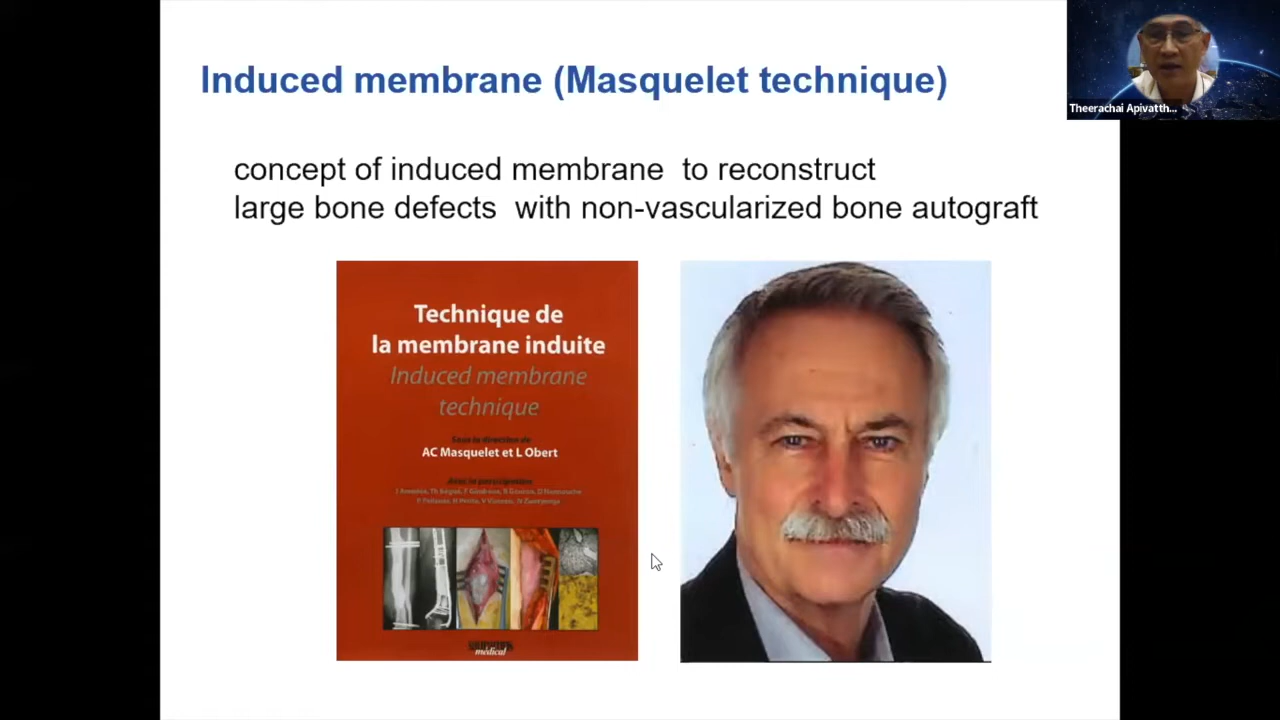 Induced membrane (Masquelet technique)
Theerachai Apivatth...
concept of induced membrane to reconstruct
large bone defects with non-vascularized bone autograft
Technique de
la membrane induite
Induced membrane
technique
Sous la direction de
AC Masquelet et L Obert
médical